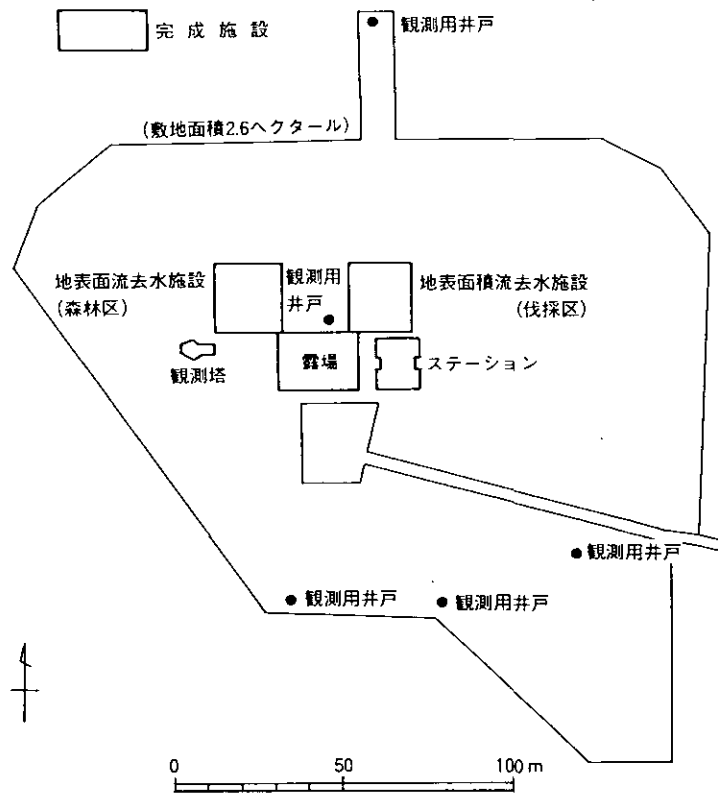 完成施設
観測用井戸
(敷地面積2.6ヘクタール)
地表面流去水施設
(森林区)
観測用
井戸
地表面積流去水施設
(伐採区)
観測塔
露場
ステーション
観測用井戸
観測用井戸
観測用井戸
0 50 100 m